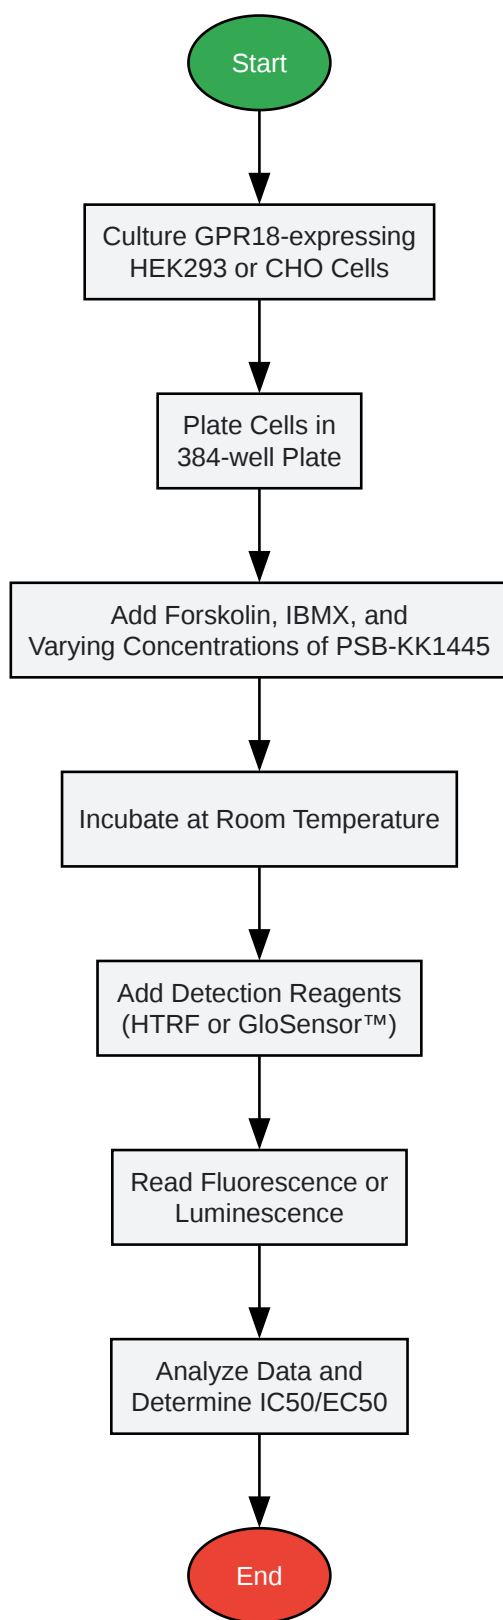 Start
Culture GPR18-expressing
HEK293 or CHO Cells
Plate Cells in
384-well Plate
Add Forskolin, IBMX, and
Varying Concentrations of PSB-KK1445
Incubate at Room Temperature
Add Detection Reagents
(HTRF or GloSensor™)
Read Fluorescence or
Luminescence
Analyze Data and
Determine IC50/EC50
End